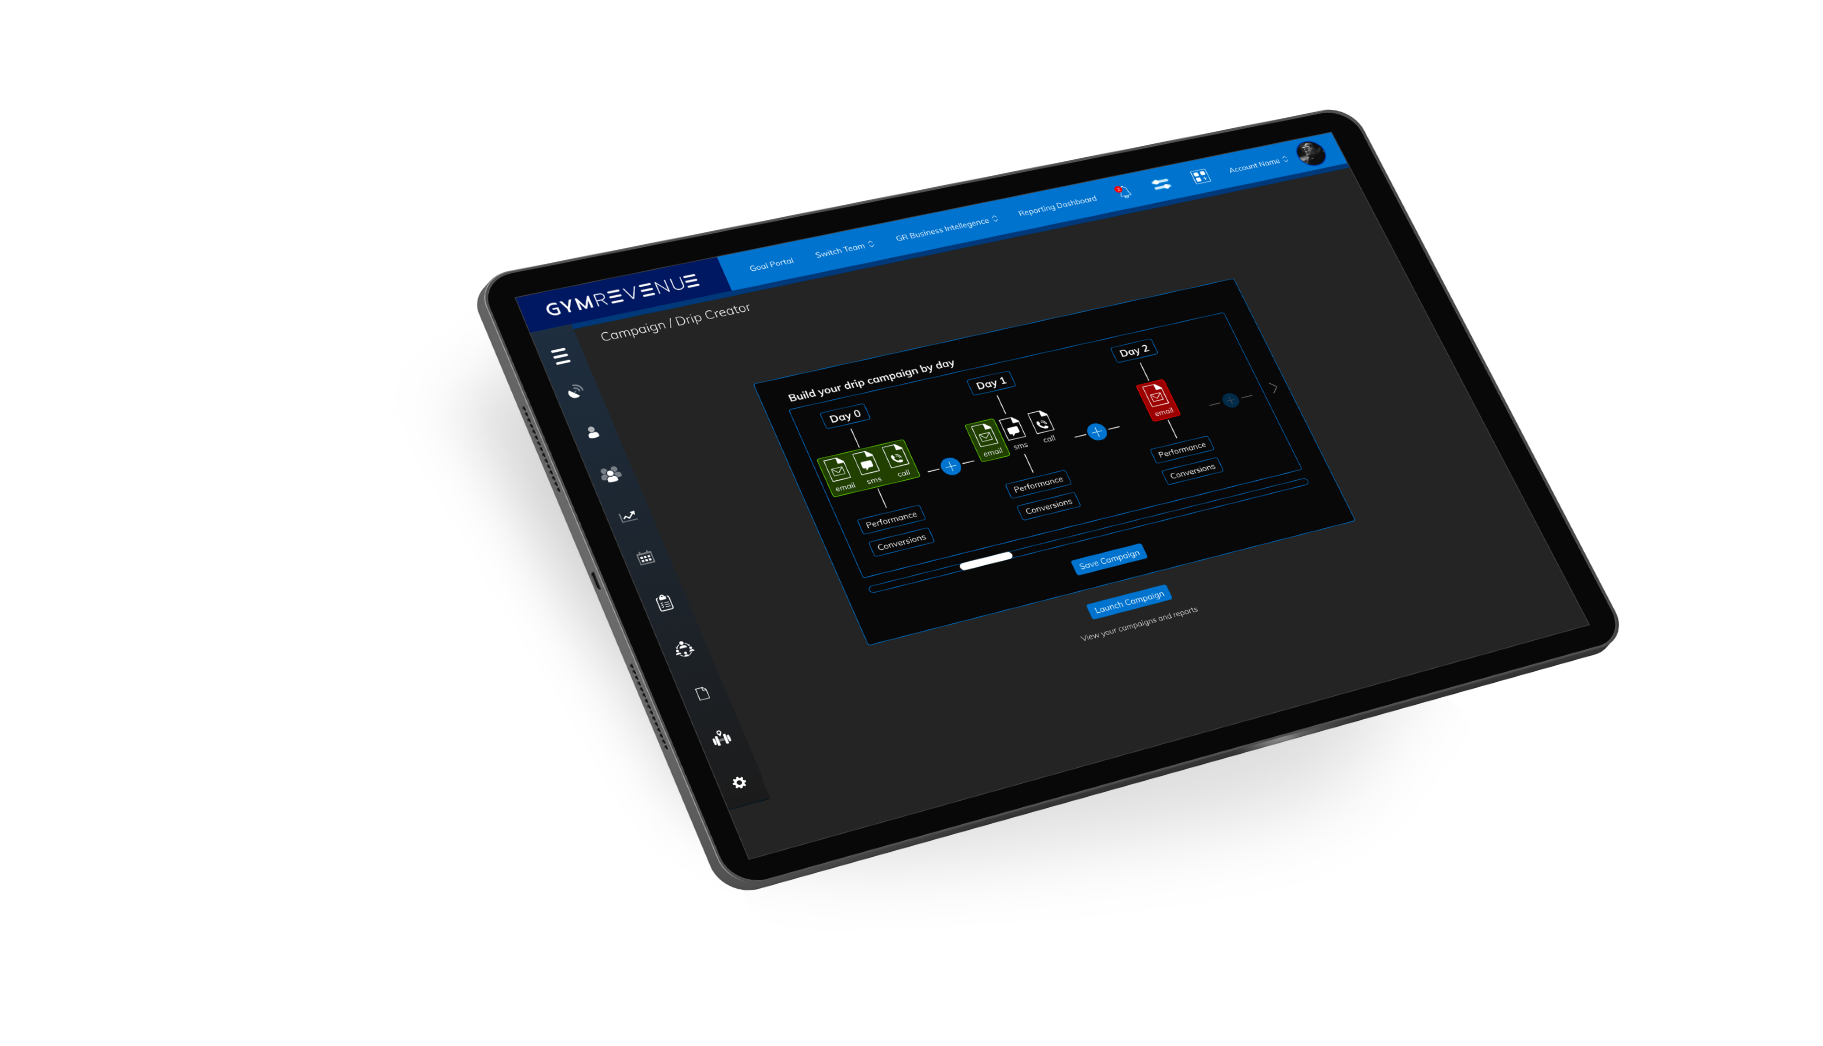 GYMREVENUE
Goal Portal
Switch Team
GR Business Intellegence
Reporting Dashboard
2
Account Name
Campaign / Drip Creator
Build your drip campaign by day
Day 0
email
sms
call
Performance
Conversions
Day 1
email
sms
call
Performance
Conversions
Day 2
email
Performance
Conversions
Save Campaign
Launch Campaign
View your campaigns and reports